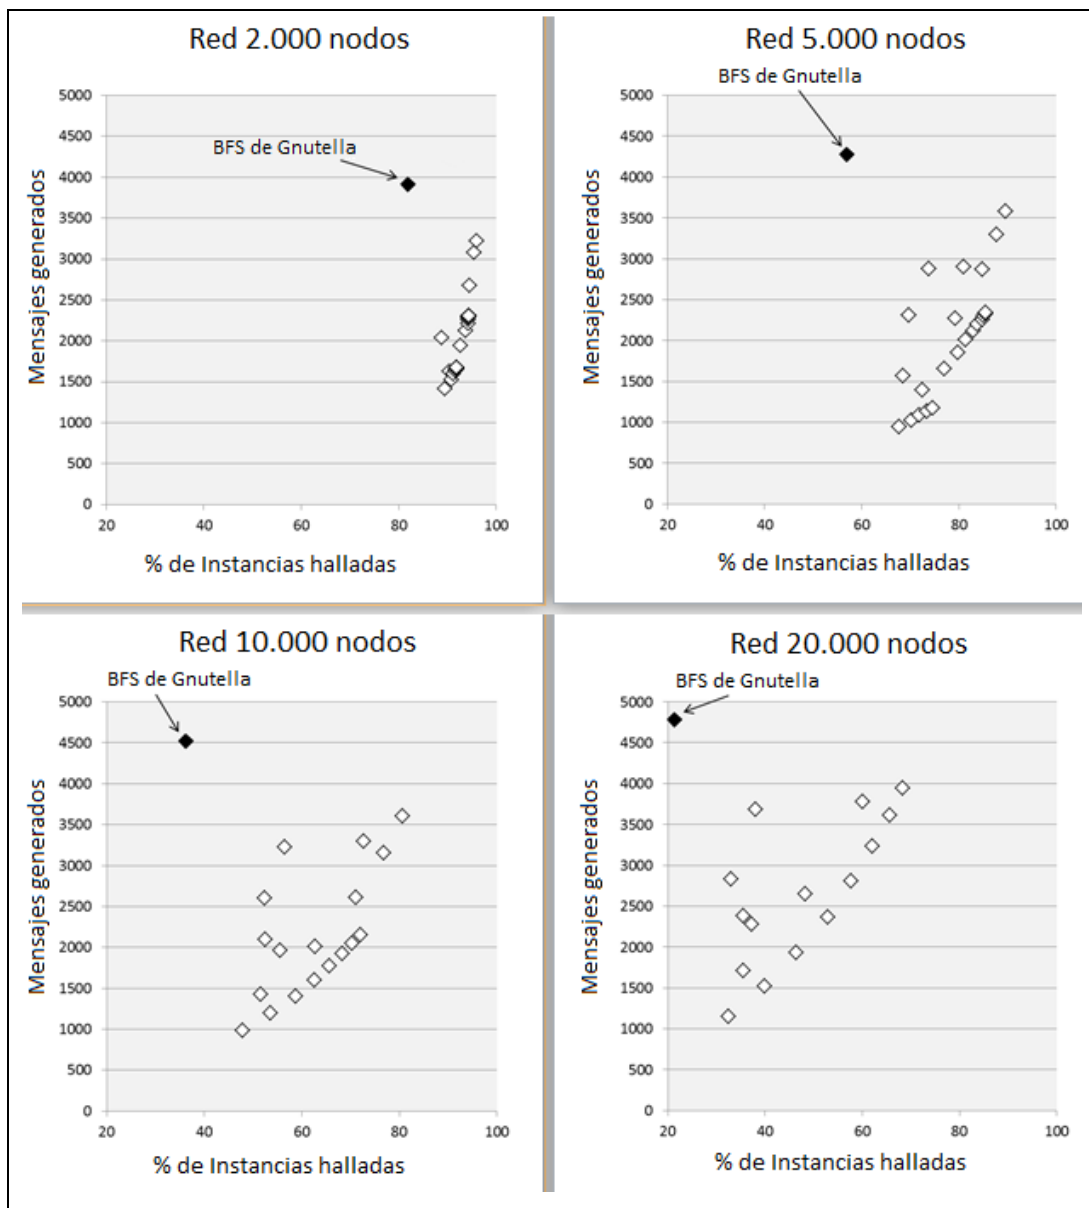 Red 2.000 nodos
BFS de Gnutella
Mensajes generados
5000
4500
4000
3500
3000
2500
2000
1500
1000
500
0
20 40 60 80 100
% de Instancias halladas
Red 5.000 nodos
BFS de Gnutella
Mensajes generados
5000
4500
4000
3500
3000
2500
2000
1500
1000
500
0
20 40 60 80 100
% de Instancias halladas
Red 10.000 nodos
BFS de Gnutella
Mensajes generados
5000
4500
4000
3500
3000
2500
2000
1500
1000
500
0
20 40 60 80 100
% de Instancias halladas
Red 20.000 nodos
BFS de Gnutella
Mensajes generados
5000
4500
4000
3500
3000
2500
2000
1500
1000
500
0
20 40 60 80 100
% de Instancias halladas